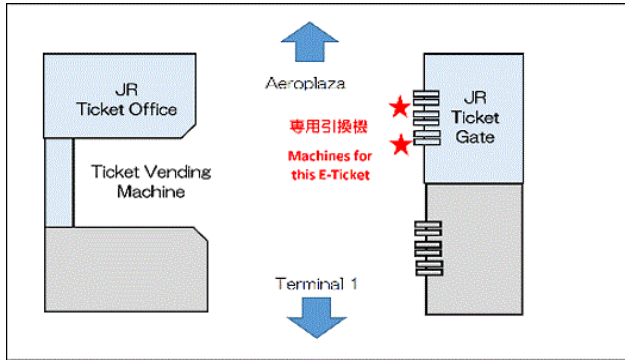 Aeroplaza
JR
Ticket Office
Ticket Vending
Machine
専用引換機
Machines for
this E-Ticket
JR
Ticket
Gate
Terminal 1